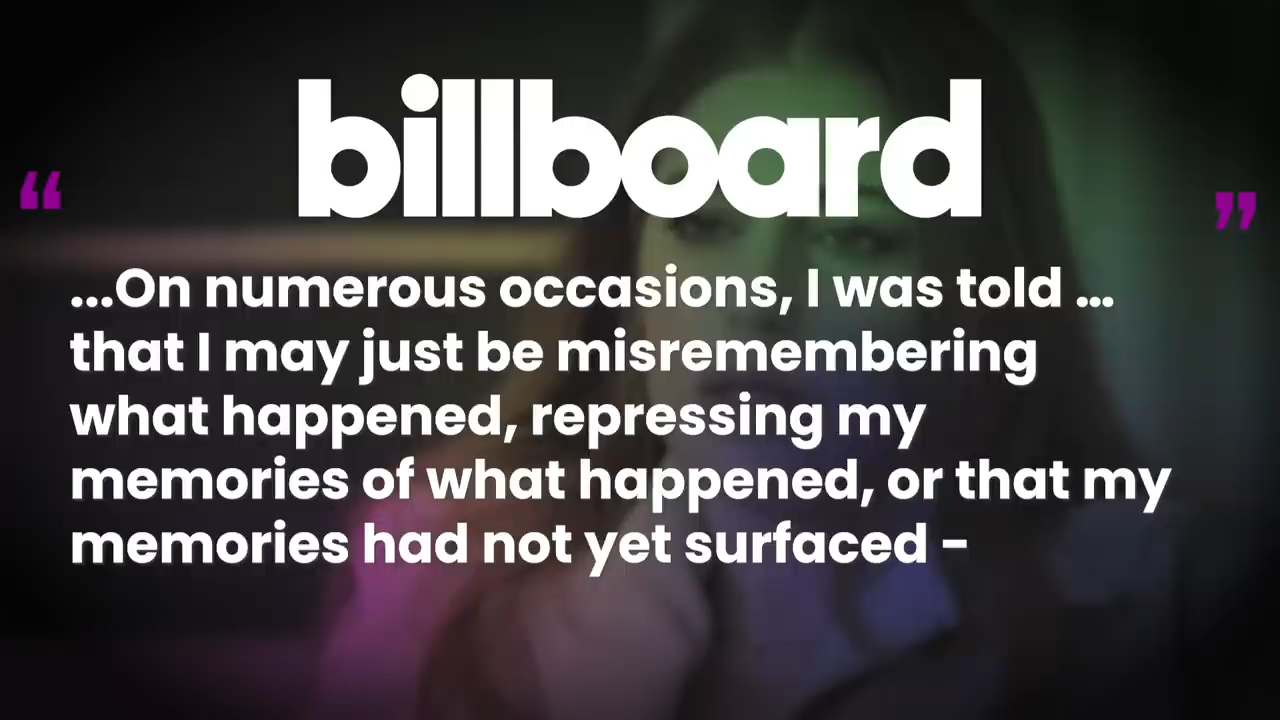 billboard
“ ”
...On numerous occasions, I was told ...
that I may just be misremembering
what happened, repressing my
memories of what happened, or that my
memories had not yet surfaced -